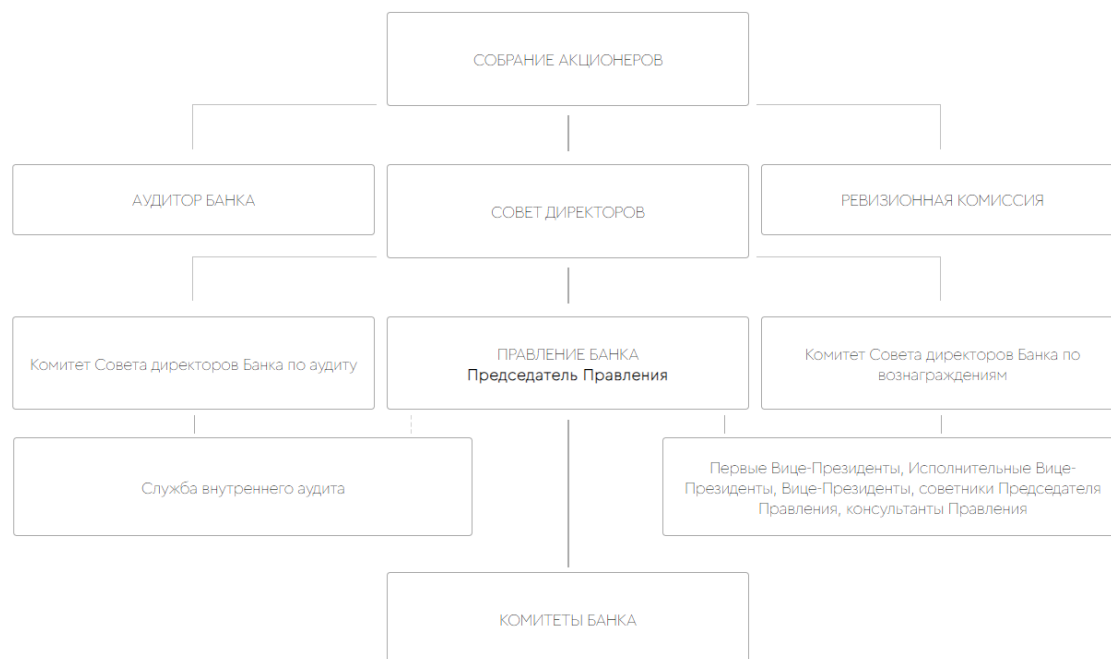 СОБРАНИЕ АКЦИОНЕРОВ
АУДИТОР БАНКА
СОВЕТ ДИРЕКТОРОВ
РЕВИЗИОННАЯ КОМИССИЯ
Комитет Совета директоров Банка по аудиту
ПРАВЛЕНИЕ БАНКА
Председатель Правления
Комитет Совета директоров Банка по
вознаграждениям
Служба внутреннего аудита
Первые Вице-Президенты, Исполнительные Вице-
Президенты, Вице-Президенты, советники Председателя
Правления, консультанты Правления
КОМИТЕТЫ БАНКА